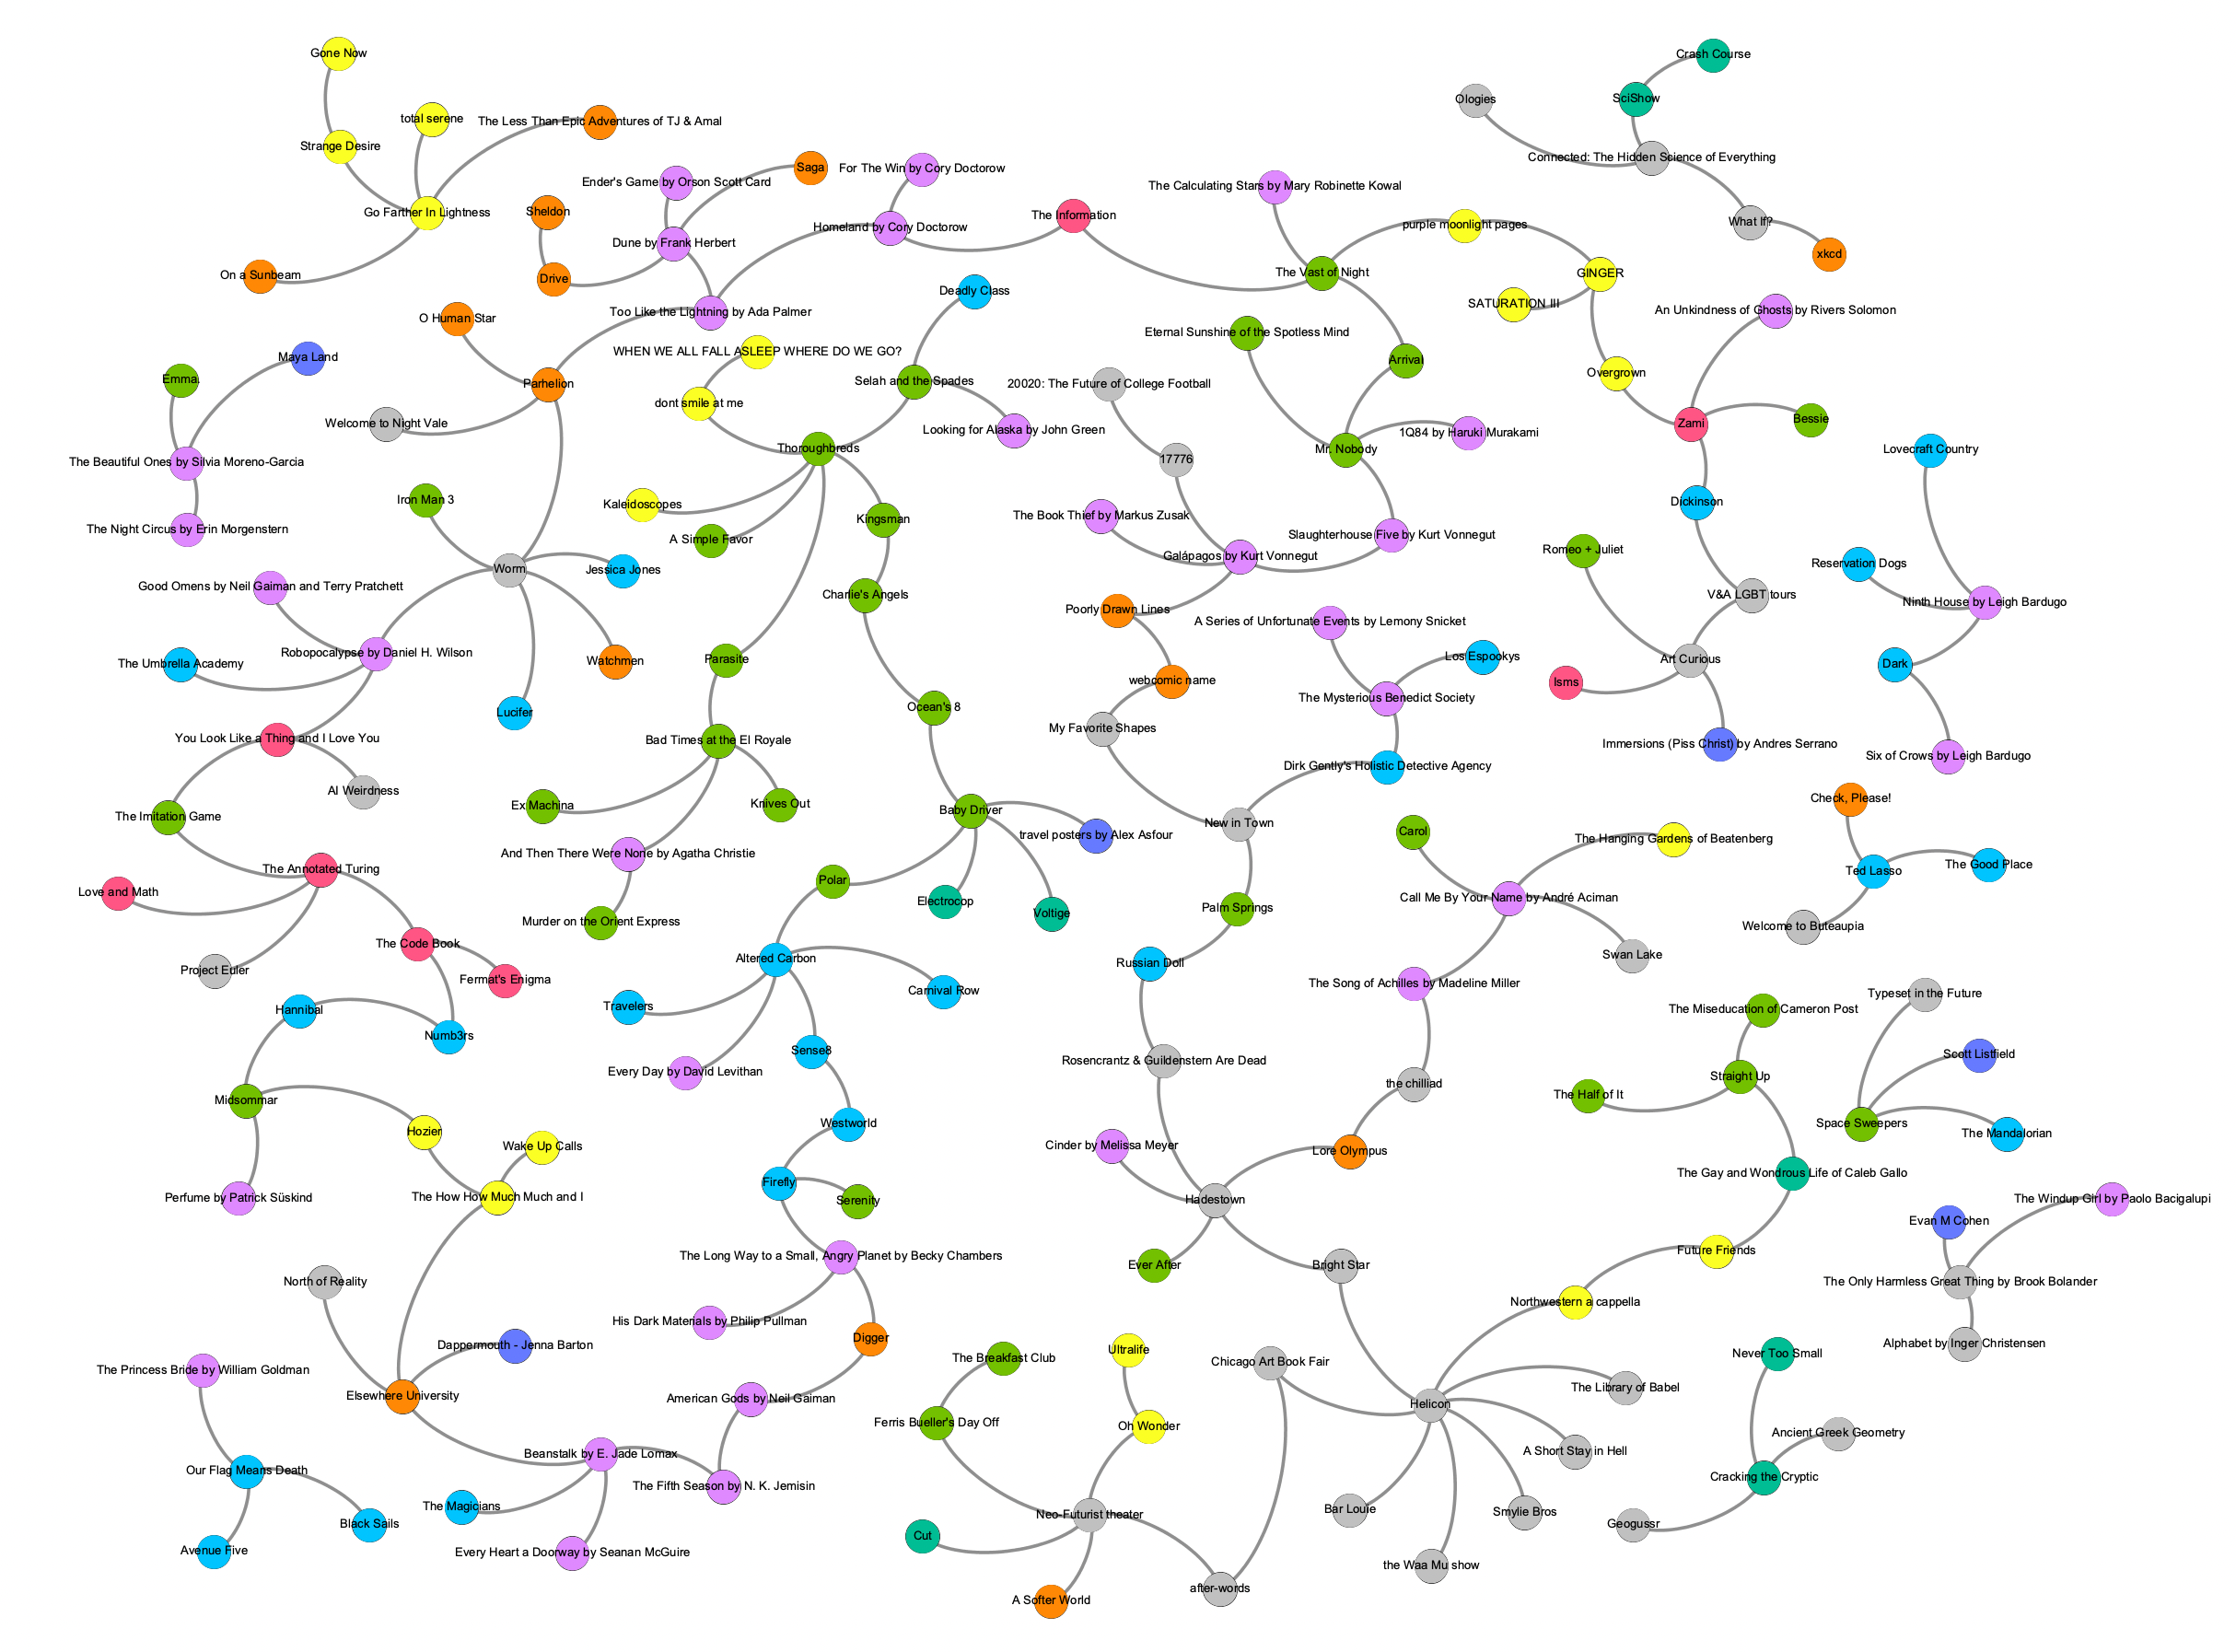 Gone Now
Crash Course
Ologies
SciShow
total serene
The Less Than Epic Adventures of TJ & Amal
Strange Desire
Connected: The Hidden Science of Everything
Saga
For The Win by Cory Doctorow
Ender's Game by Orson Scott Card
The Calculating Stars by Mary Robinette Kowal
Sheldon
Go Farther In Lightness
The Information
What If?
purple moonlight pages
Homeland by Cory Doctorow
Dune by Frank Herbert
xkcd
On a Sunbeam
Drive
The Vast of Night
GINGER
Deadly Class
SATURATION III
An Unkindness of Ghosts by Rivers Solomon
Too Like the Lightning by Ada Palmer
O Human Star
Eternal Sunshine of the Spotless Mind
WHEN WE ALL FALL ASLEEP WHERE DO WE GO?
Maya Land
Arrival
Overgrown
Emma.
Selah and the Spades
Parhelion
20020: The Future of College Football
dont smile at me
Welcome to Night Vale
Looking for Alaska by John Green
1Q84 by Haruki Murakami
Zami
Bessie
Thoroughbreds
Mr. Nobody
Lovecraft Country
17776
The Beautiful Ones by Silvia Moreno-Garcia
Iron Man 3
Kaleidoscopes
Dickinson
The Book Thief by Markus Zusak
Kingsman
The Night Circus by Erin Morgenstern
Slaughterhouse Five by Kurt Vonnegut
A Simple Favor
Romeo + Juliet
Galápagos by Kurt Vonnegut
Reservation Dogs
Worm
Jessica Jones
Good Omens by Neil Gaiman and Terry Pratchett
Charlie's Angels
V&A LGBT tours
Ninth House by Leigh Bardugo
Poorly Drawn Lines
A Series of Unfortunate Events by Lemony Snicket
Robopocalypse by Daniel H. Wilson
Los Espookys
The Umbrella Academy
Watchmen
Parasite
Art Curious
Dark
webcomic name
Isms
The Mysterious Benedict Society
Ocean's 8
Lucifer
My Favorite Shapes
You Look Like a Thing and I Love You
Bad Times at the El Royale
Immersions (Piss Christ) by Andres Serrano
Six of Crows by Leigh Bardugo
Dirk Gently's Holistic Detective Agency
AI Weirdness
Check, Please!
Ex Machina
Knives Out
Baby Driver
The Imitation Game
New in Town
travel posters by Alex Asfour
Carol
The Hanging Gardens of Beatenberg
And Then There Were None by Agatha Christie
The Good Place
The Annotated Turing
Ted Lasso
Polar
Love and Math
Call Me By Your Name by André Aciman
Electrocop
Voltige
Palm Springs
Murder on the Orient Express
Welcome to Buteaupia
The Code Book
Swan Lake
Altered Carbon
Russian Doll
Project Euler
Fermat's Enigma
The Song of Achilles by Madeline Miller
Carnival Row
Typeset in the Future
Travelers
Hannibal
The Miseducation of Cameron Post
Numb3rs
Sense8
Scott Listfield
Rosencrantz & Guildenstern Are Dead
Every Day by David Levithan
Straight Up
the chilliad
The Half of It
Midsommar
Westworld
Space Sweepers
Hozier
The Mandalorian
Wake Up Calls
Cinder by Melissa Meyer
Lore Olympus
The Gay and Wondrous Life of Caleb Gallo
Firefly
Perfume by Patrick Süskind
The How How Much Much and I
Serenity
Hadestown
The Windup Girl by Paolo Bacigalupi
Evan M Cohen
Future Friends
The Long Way to a Small, Angry Planet by Becky Chambers
Ever After
Bright Star
North of Reality
The Only Harmless Great Thing by Brook Bolander
Northwestern a cappella
His Dark Materials by Philip Pullman
Digger
Dappermouth - Jenna Barton
Alphabet by Inger Christensen
Ultralife
Never Too Small
The Breakfast Club
Chicago Art Book Fair
The Princess Bride by William Goldman
The Library of Babel
Elsewhere University
American Gods by Neil Gaiman
Helicon
Ferris Bueller's Day Off
Oh Wonder
Ancient Greek Geometry
Beanstalk by E. Jade Lomax
A Short Stay in Hell
Our Flag Means Death
Cracking the Cryptic
The Fifth Season by N. K. Jemisin
The Magicians
Bar Louie
Smylie Bros
Neo-Futurist theater
Black Sails
Geogussr
Cut
Avenue Five
Every Heart a Doorway by Seanan McGuire
the Waa Mu show
after-words
A Softer World